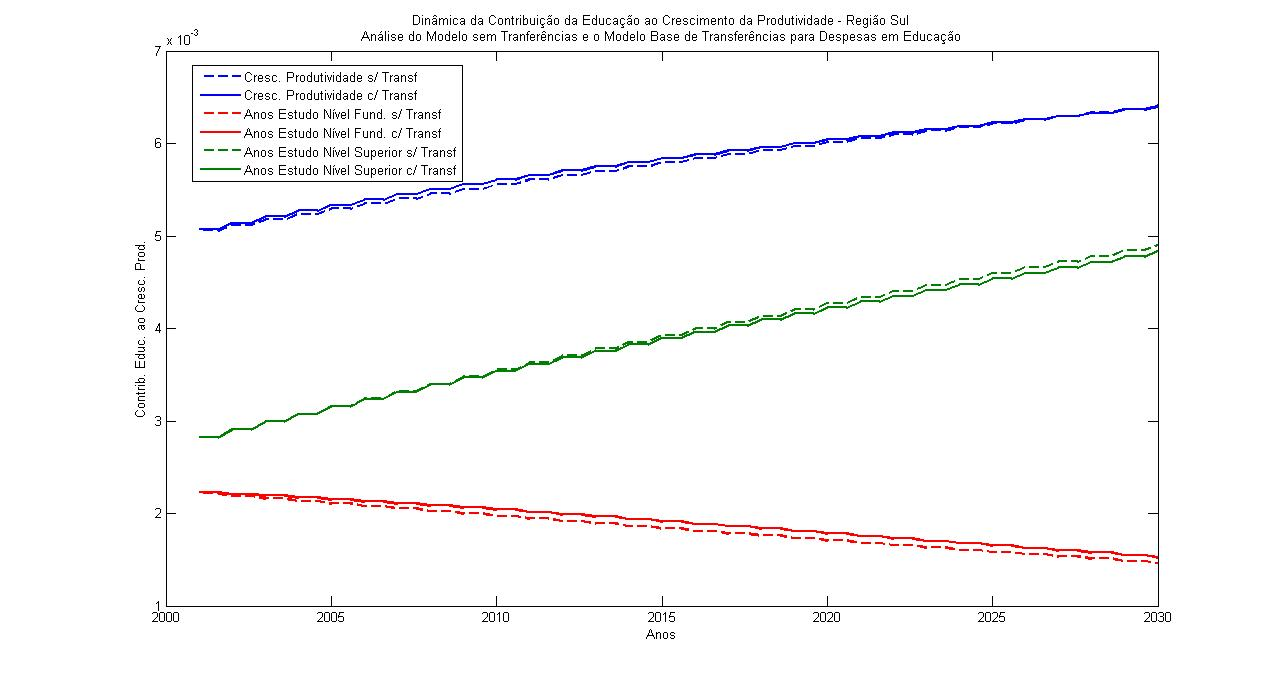 Dinâmica da Contribuição da Educação ao Crescimento da Produtividade - Região Sul
Análise do Modelo sem Tranferências e o Modelo Base de Transferências para Despesas em Educação
x 10⁻³
7
6
5
4
3
2
1
Contrib. Educ. ao Cresc. Prod.
Cresc. Produtividade s/ Transf
Cresc. Produtividade c/ Transf
Anos Estudo Nível Fund. s/ Transf
Anos Estudo Nível Fund. c/ Transf
Anos Estudo Nível Superior s/ Transf
Anos Estudo Nível Superior c/ Transf
2000 2005 2010 2015 2020 2025 2030
Anos